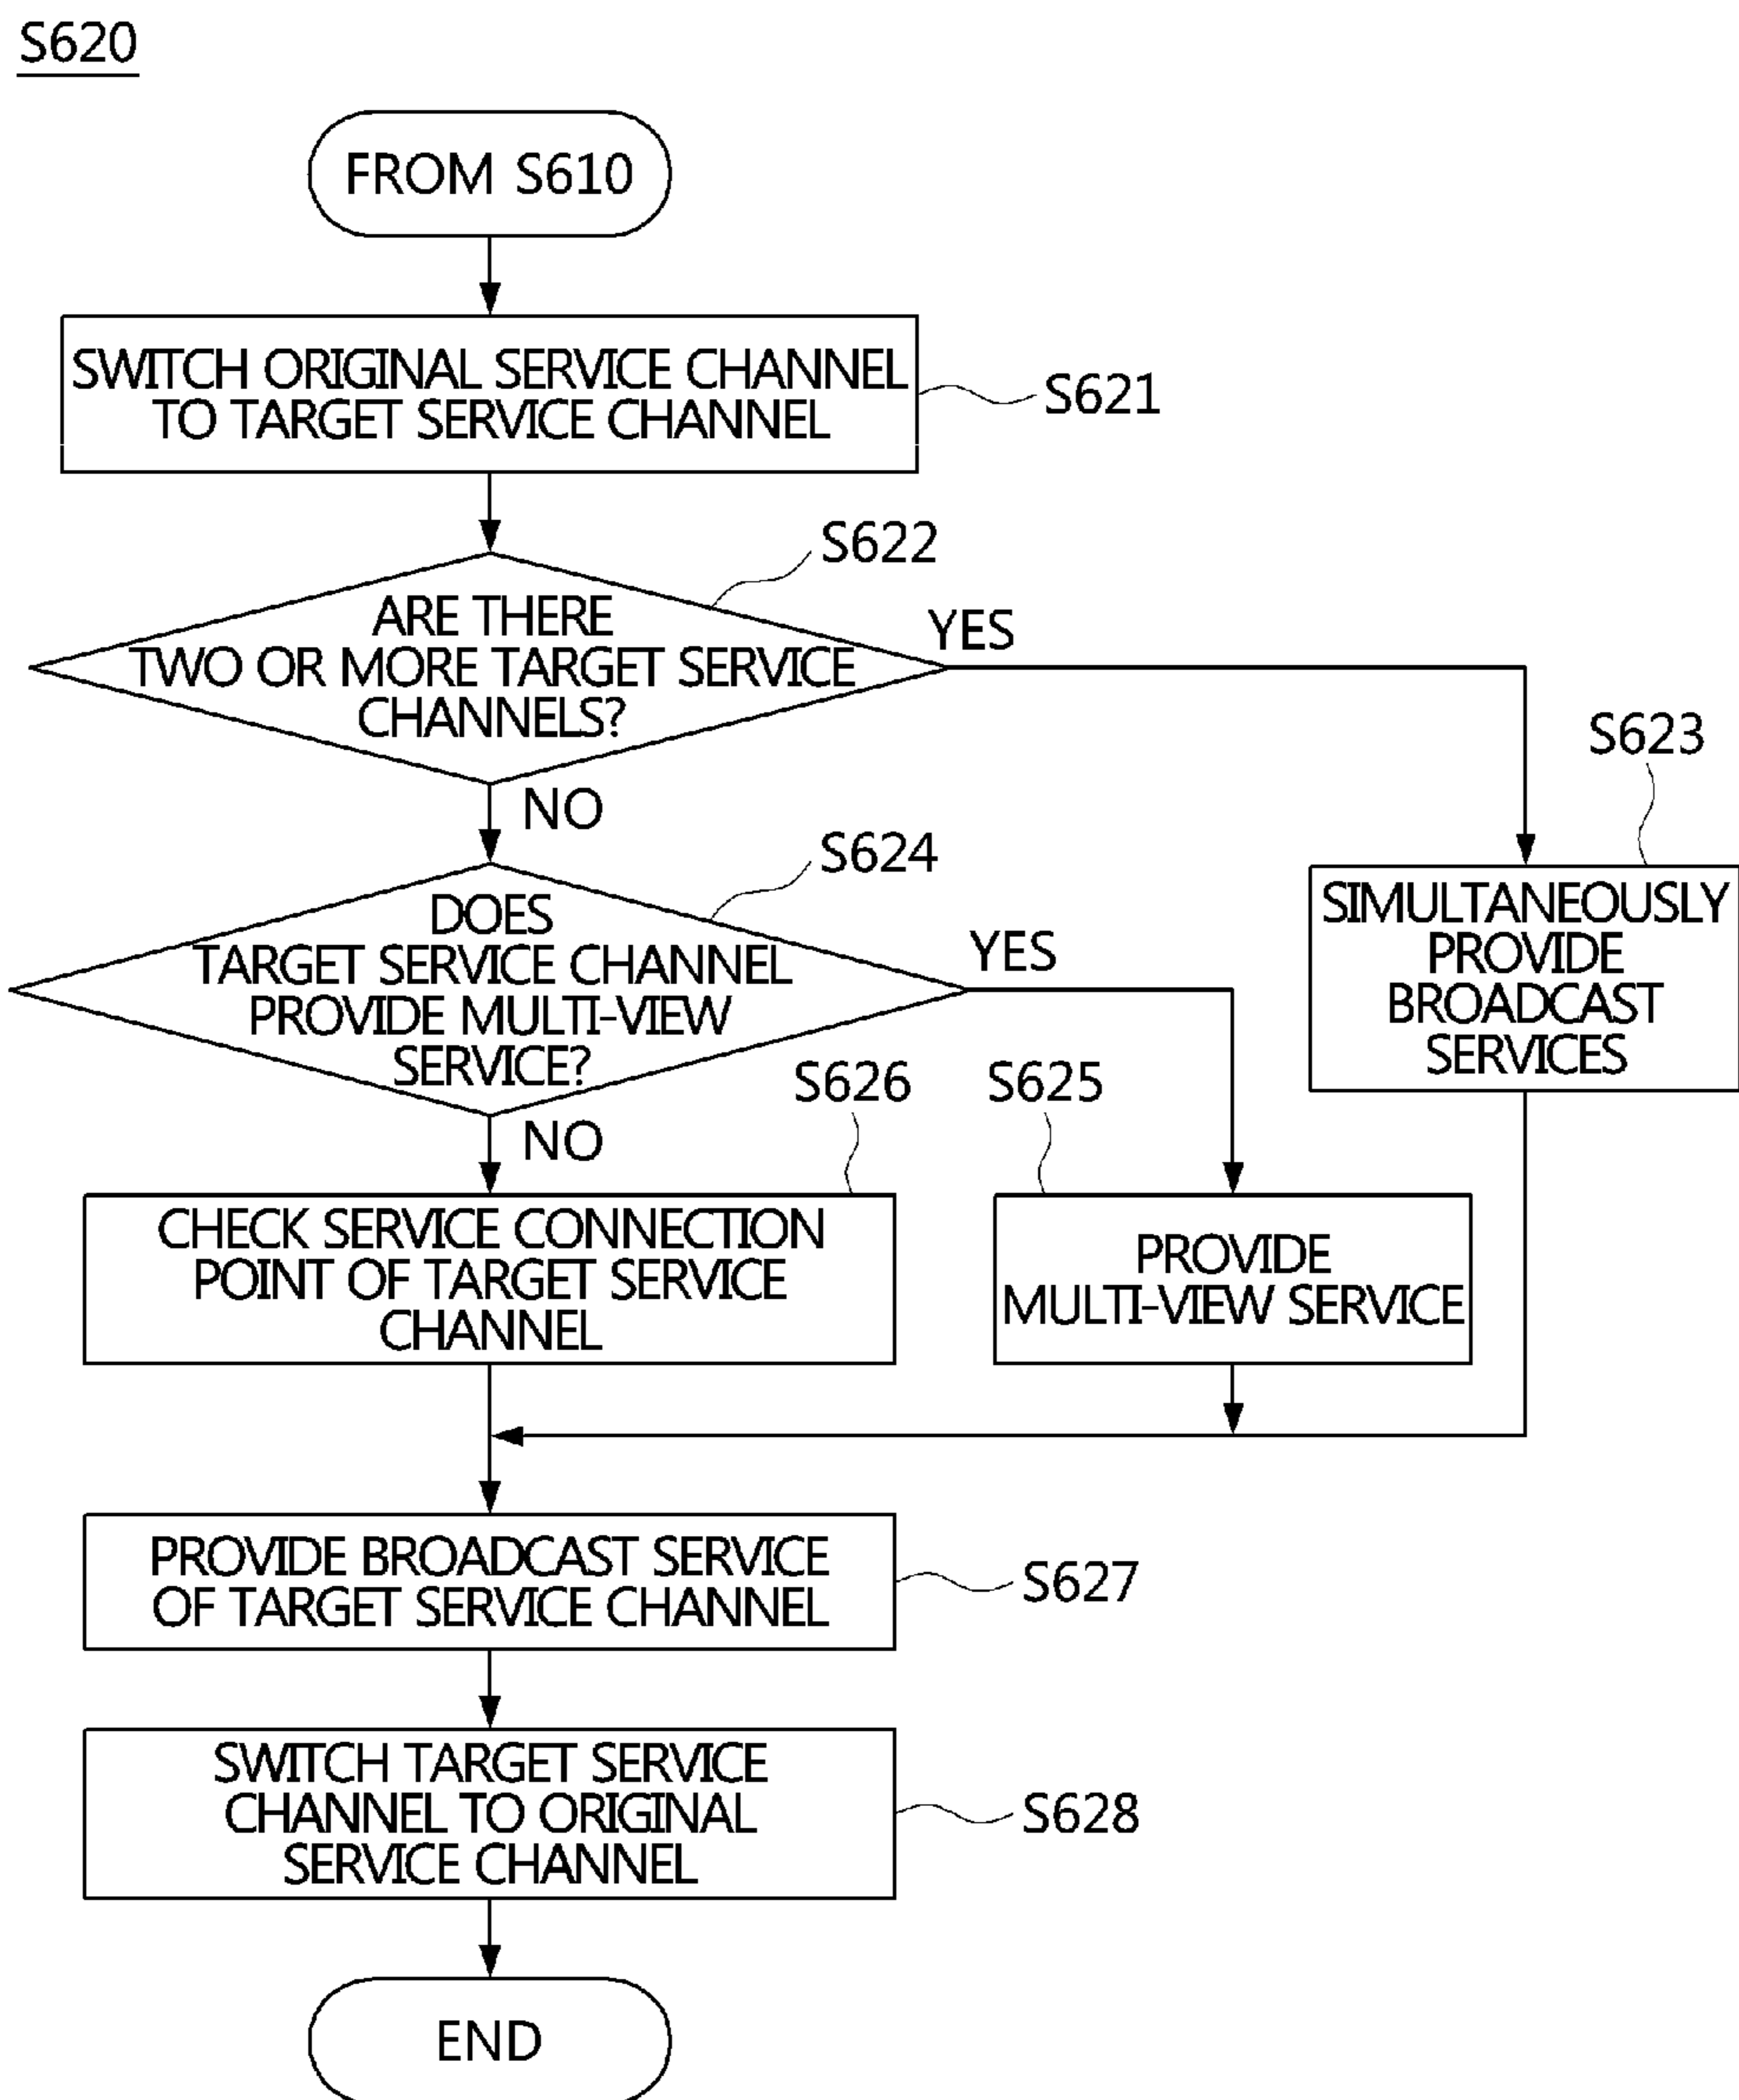 S620
FROM S610
SWITCH ORIGINAL SERVICE CHANNEL
TO TARGET SERVICE CHANNEL
S621
S622
ARE THERE
TWO OR MORE TARGET SERVICE
CHANNELS?
YES
NO
S623
SIMULTANEOUSLY
PROVIDE
BROADCAST
SERVICES
S624
DOES
TARGET SERVICE CHANNEL
PROVIDE MULTI-VIEW
SERVICE?
YES
NO
S626
CHECK SERVICE CONNECTION
POINT OF TARGET SERVICE
CHANNEL
S625
PROVIDE
MULTI-VIEW SERVICE
PROVIDE BROADCAST SERVICE
OF TARGET SERVICE CHANNEL
S627
SWITCH TARGET SERVICE
CHANNEL TO ORIGINAL
SERVICE CHANNEL
S628
END